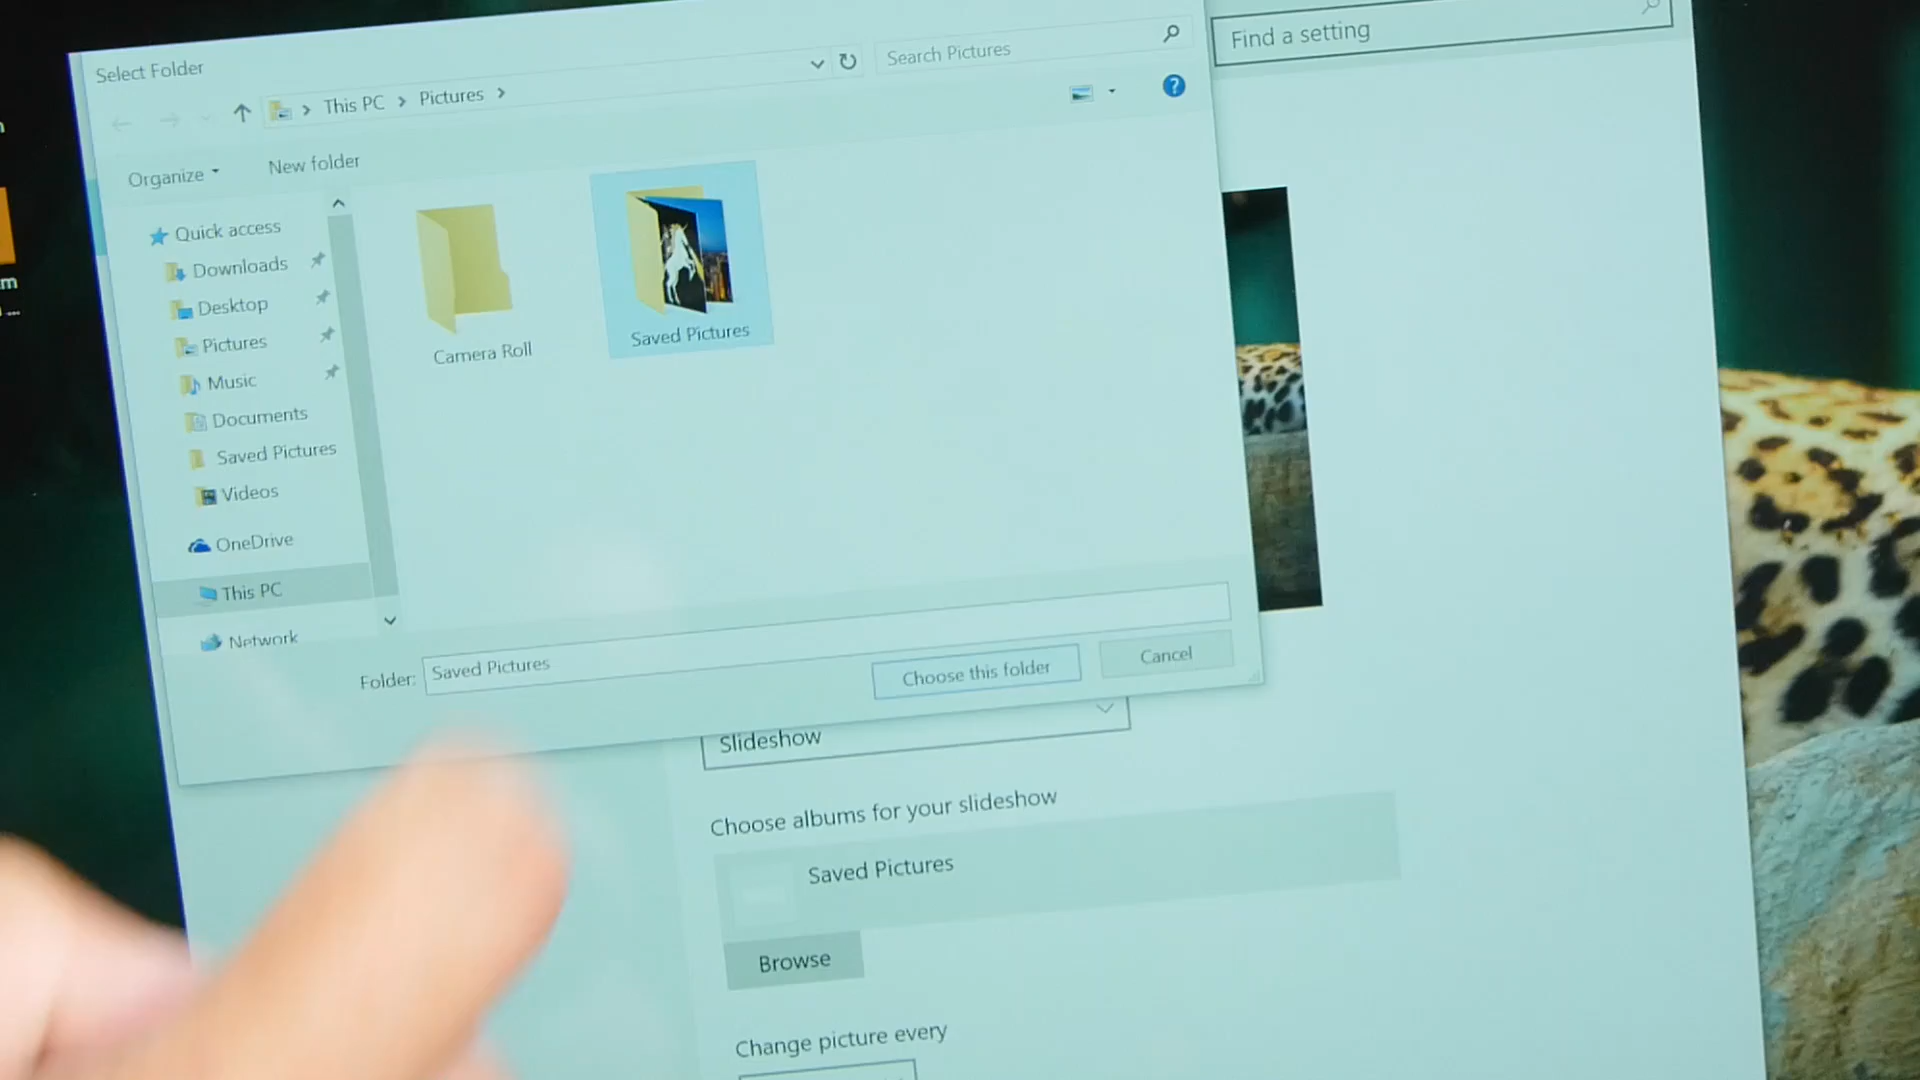 Select Folder
This PC > Pictures >
Search Pictures
Find a setting
Organize
New folder
Quick access
Downloads
Desktop
Pictures
Music
Documents
Saved Pictures
Videos
OneDrive
This PC
Network
Camera Roll
Saved Pictures
Folder: Saved Pictures
Choose this folder
Cancel
Slideshow
Choose albums for your slideshow
Saved Pictures
Browse
Change picture every